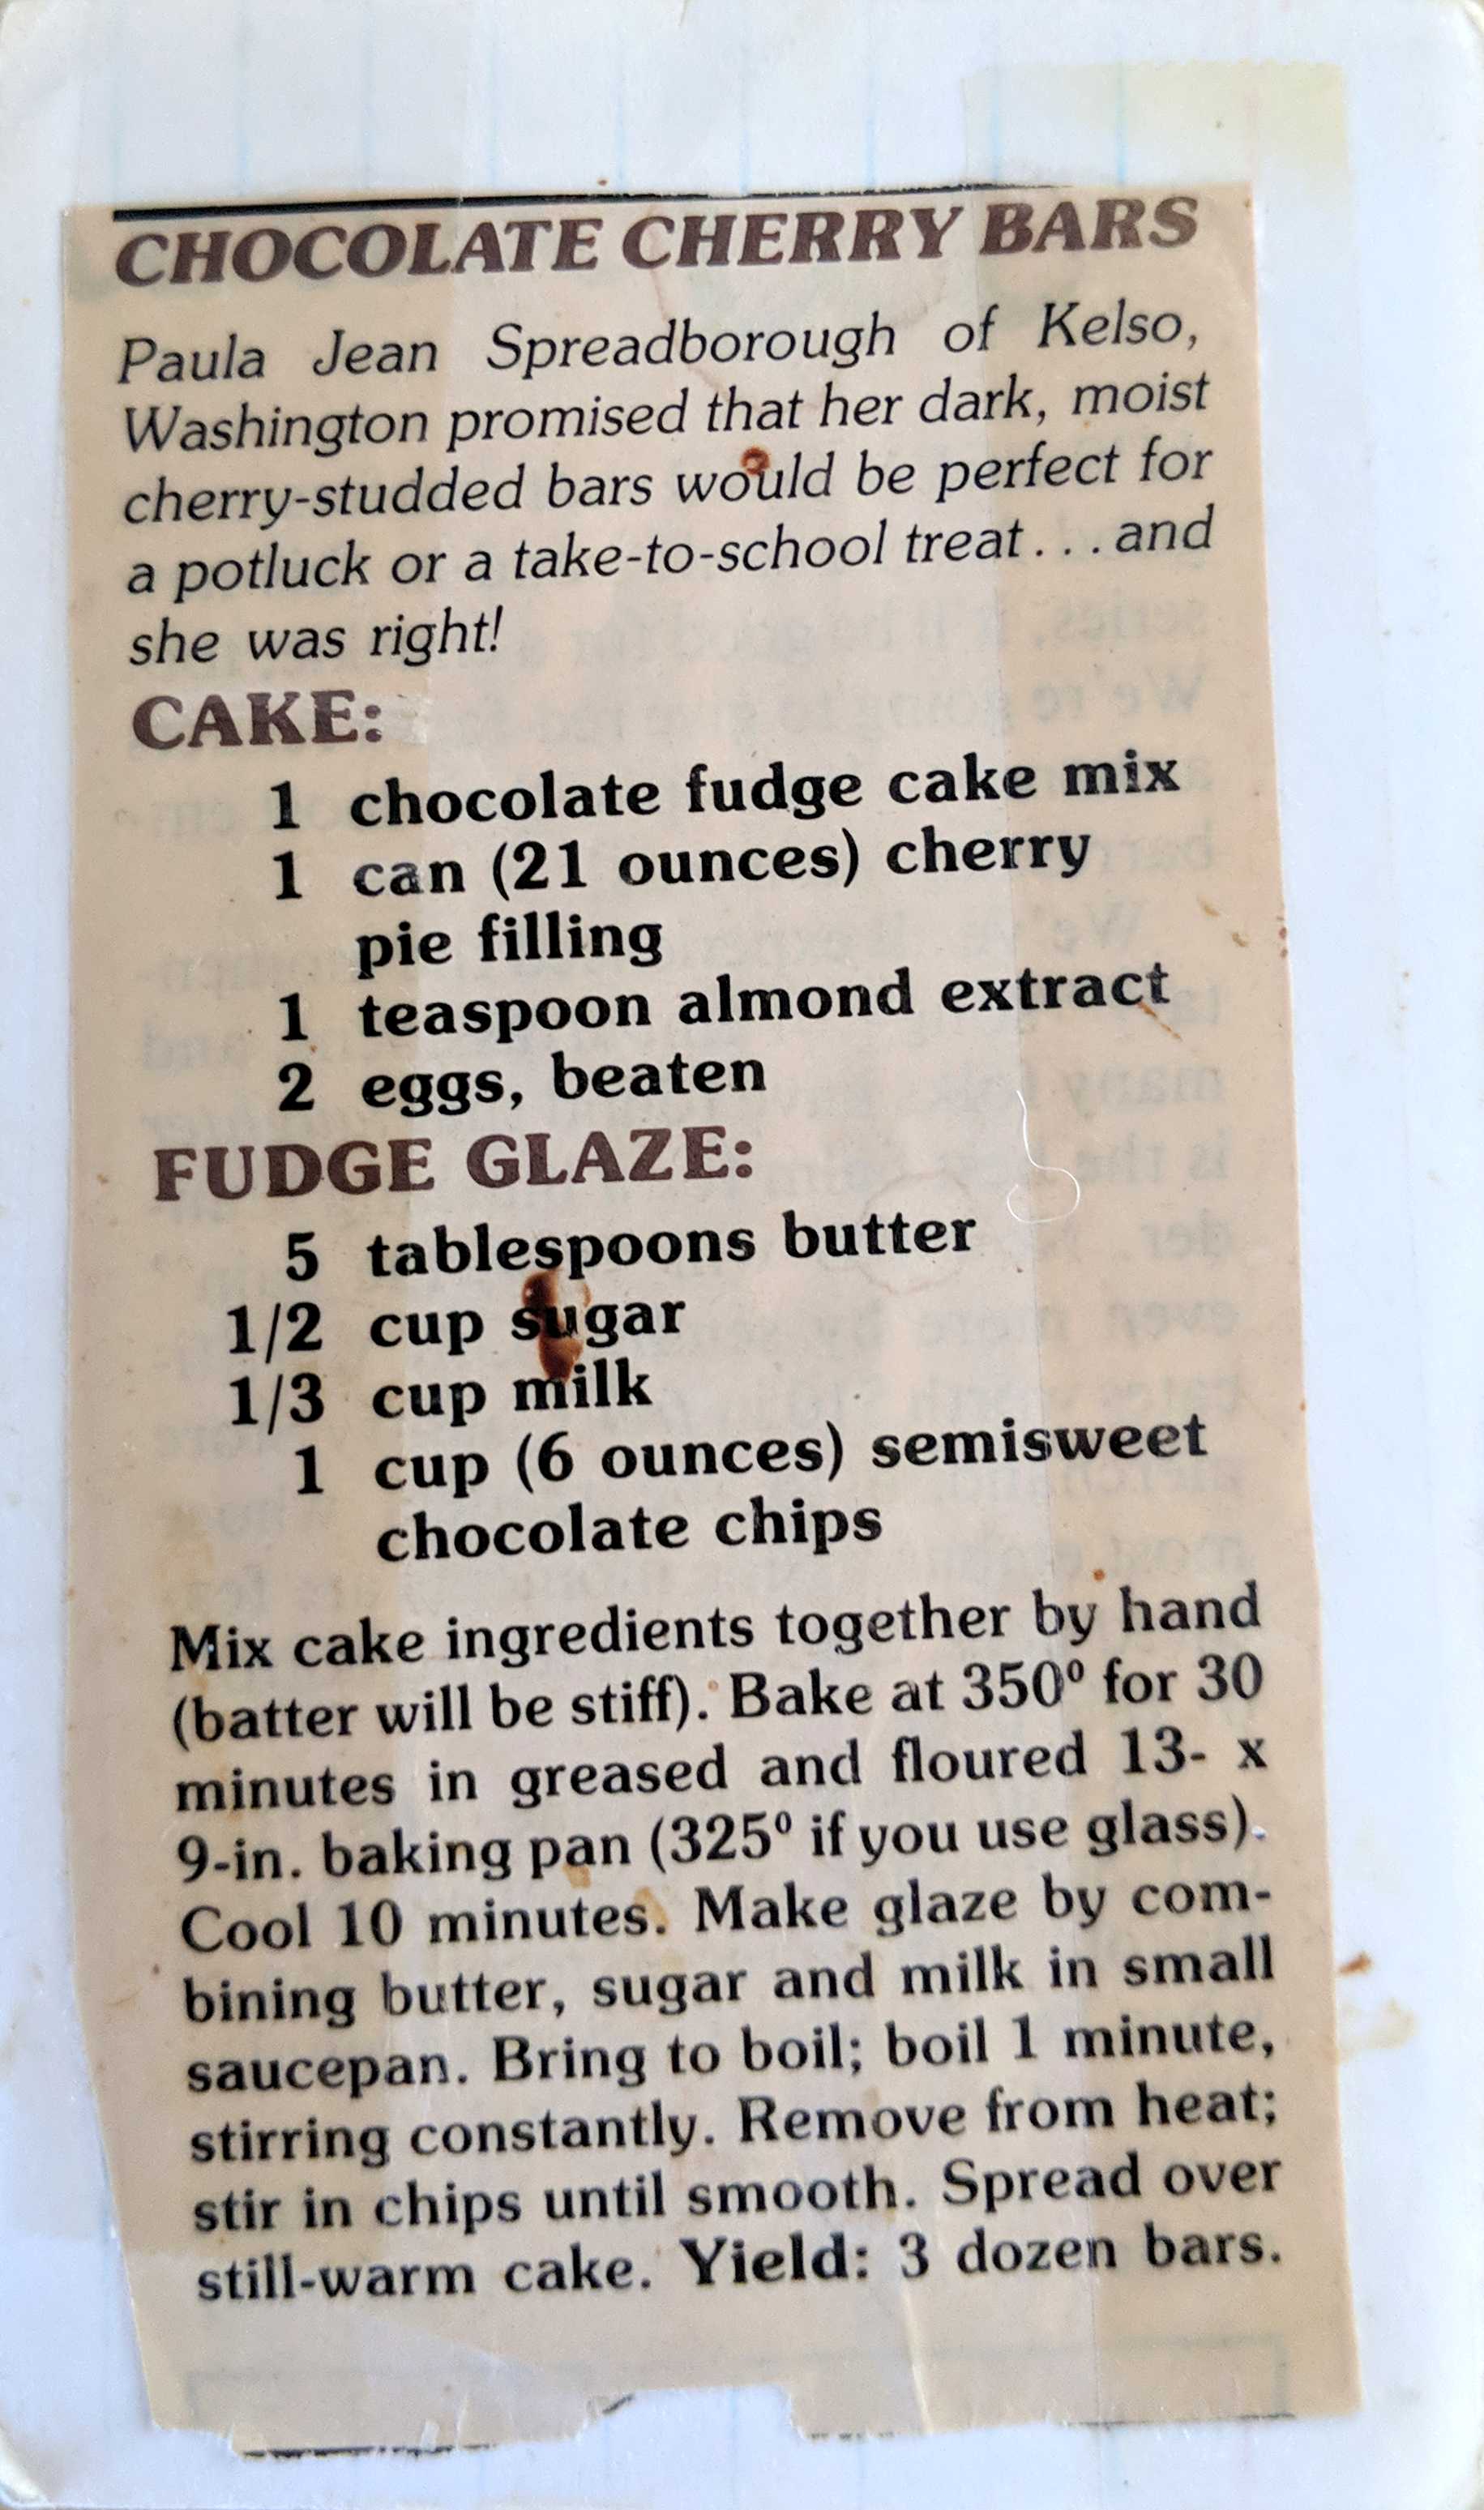 CHOCOLATE CHERRY BARS
Paula Jean Spreadborough of Kelso,
Washington promised that her dark, moist
cherry-studded bars would be perfect for
a potluck or a take-to-school treat . . . and
she was right!
CAKE:
1 chocolate fudge cake mix
1 can (21 ounces) cherry
pie filling
1 teaspoon almond extract
2 eggs, beaten
FUDGE GLAZE:
5 tablespoons butter
1/2 cup sugar
1/3 cup milk
1 cup (6 ounces) semisweet
chocolate chips
Mix cake ingredients together by hand
(batter will be stiff). Bake at 350° for 30
minutes in greased and floured 13- x
9-in. baking pan (325° if you use glass).
Cool 10 minutes. Make glaze by com-
bining butter, sugar and milk in small
saucepan. Bring to boil; boil 1 minute,
stirring constantly. Remove from heat;
stir in chips until smooth. Spread over
still-warm cake. Yield: 3 dozen bars.